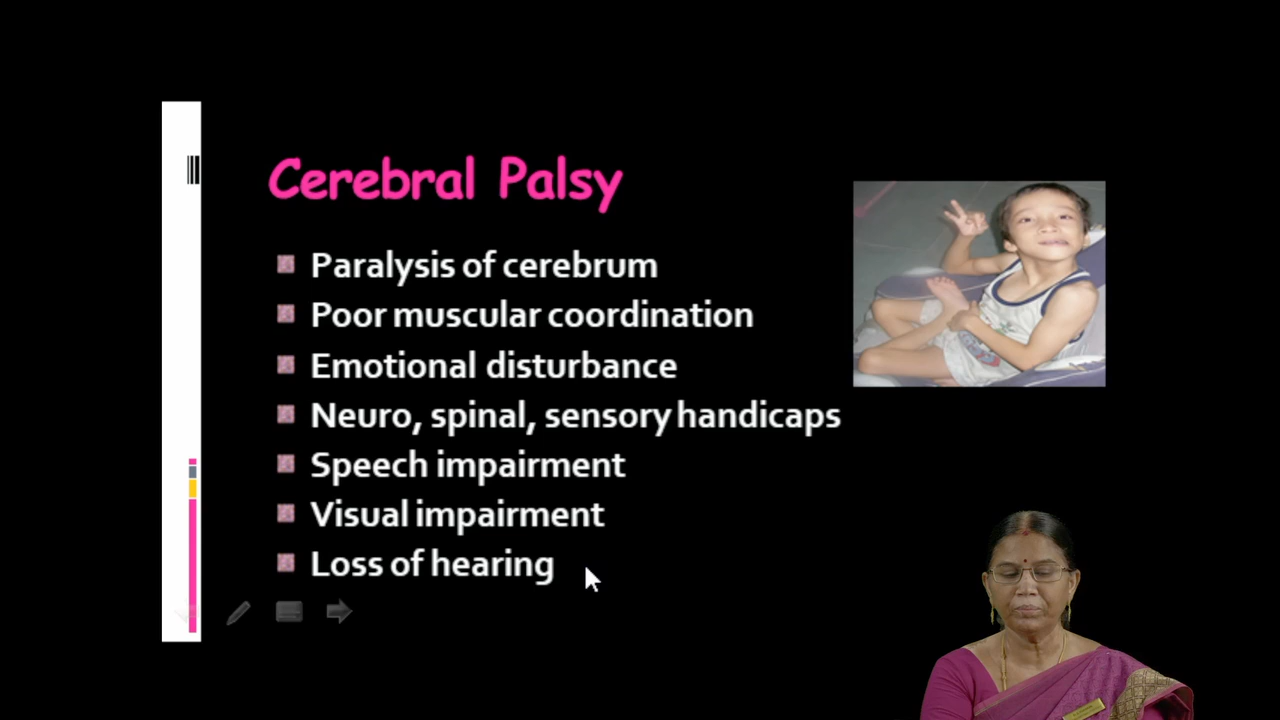 Cerebral Palsy
Paralysis of cerebrum
Poor muscular coordination
Emotional disturbance
Neuro, spinal, sensory handicaps
Speech impairment
Visual impairment
Loss of hearing